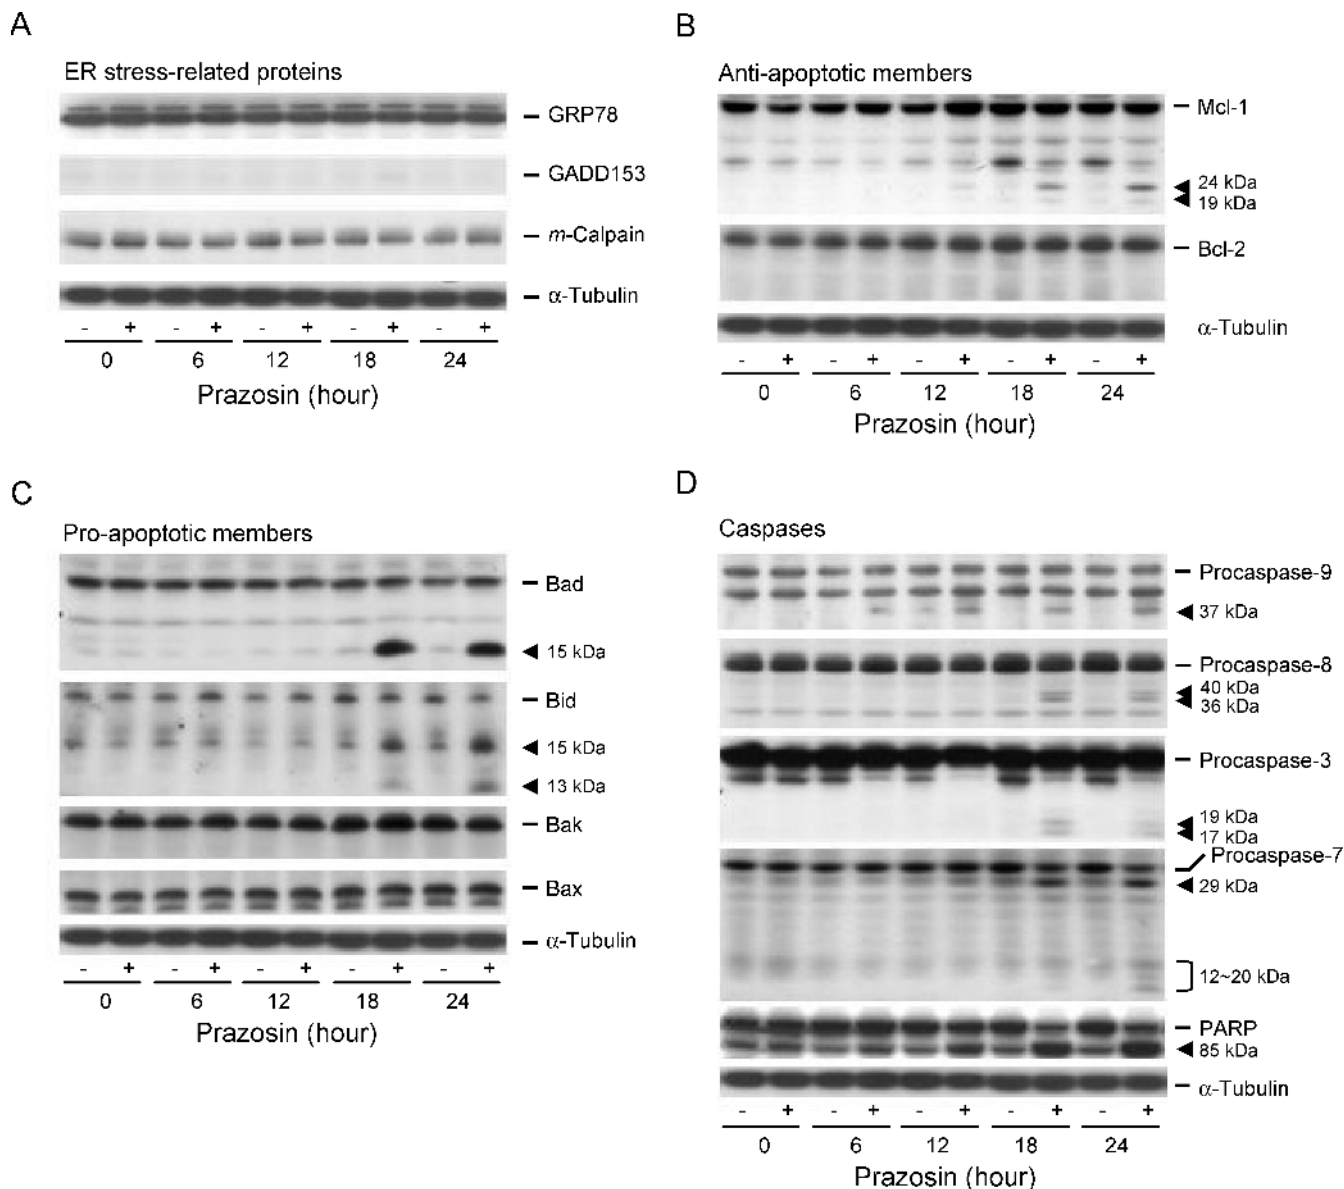 A
ER stress-related proteins
GRP78
GADD153
m-Calpain
α-Tubulin
- + - + - + - + - +
0 6 12 18 24
Prazosin (hour)
B
Anti-apoptotic members
Mcl-1
24 kDa
19 kDa
Bcl-2
α-Tubulin
- + - + - + - + - +
0 6 12 18 24
Prazosin (hour)
C
Pro-apoptotic members
Bad
15 kDa
Bid
15 kDa
13 kDa
Bak
Bax
α-Tubulin
- + - + - + - + - +
0 6 12 18 24
Prazosin (hour)
D
Caspases
Procaspase-9
37 kDa
Procaspase-8
40 kDa
36 kDa
Procaspase-3
19 kDa
17 kDa
Procaspase-7
29 kDa
12~20 kDa
PARP
85 kDa
α-Tubulin
- + - + - + - + - +
0 6 12 18 24
Prazosin (hour)